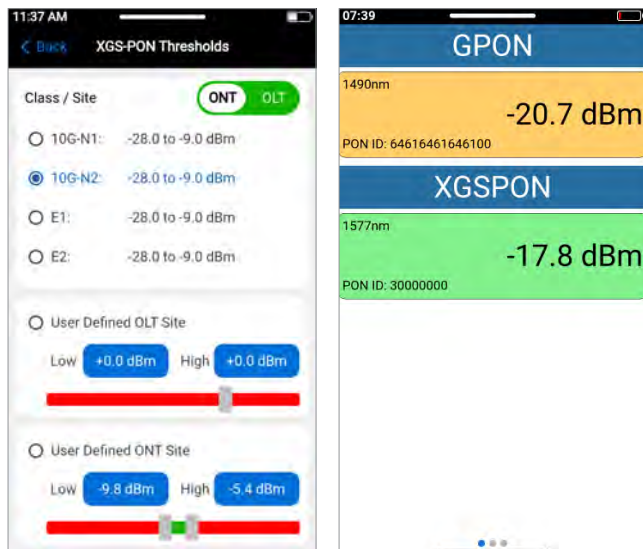 11:37 AM
< Back XGS-PON Thresholds
Class / Site ONT OLT
10G-N1: -28.0 to -9.0 dBm
10G-N2: -28.0 to -9.0 dBm
E1: -28.0 to -9.0 dBm
E2: -28.0 to -9.0 dBm
User Defined OLT Site
Low +0.0 dBm High +0.0 dBm
User Defined ONT Site
Low -9.8 dBm High -5.4 dBm
07:39
GPON
1490nm
-20.7 dBm
PON ID: 64616461646100
XGSPON
1577nm
-17.8 dBm
PON ID: 30000000